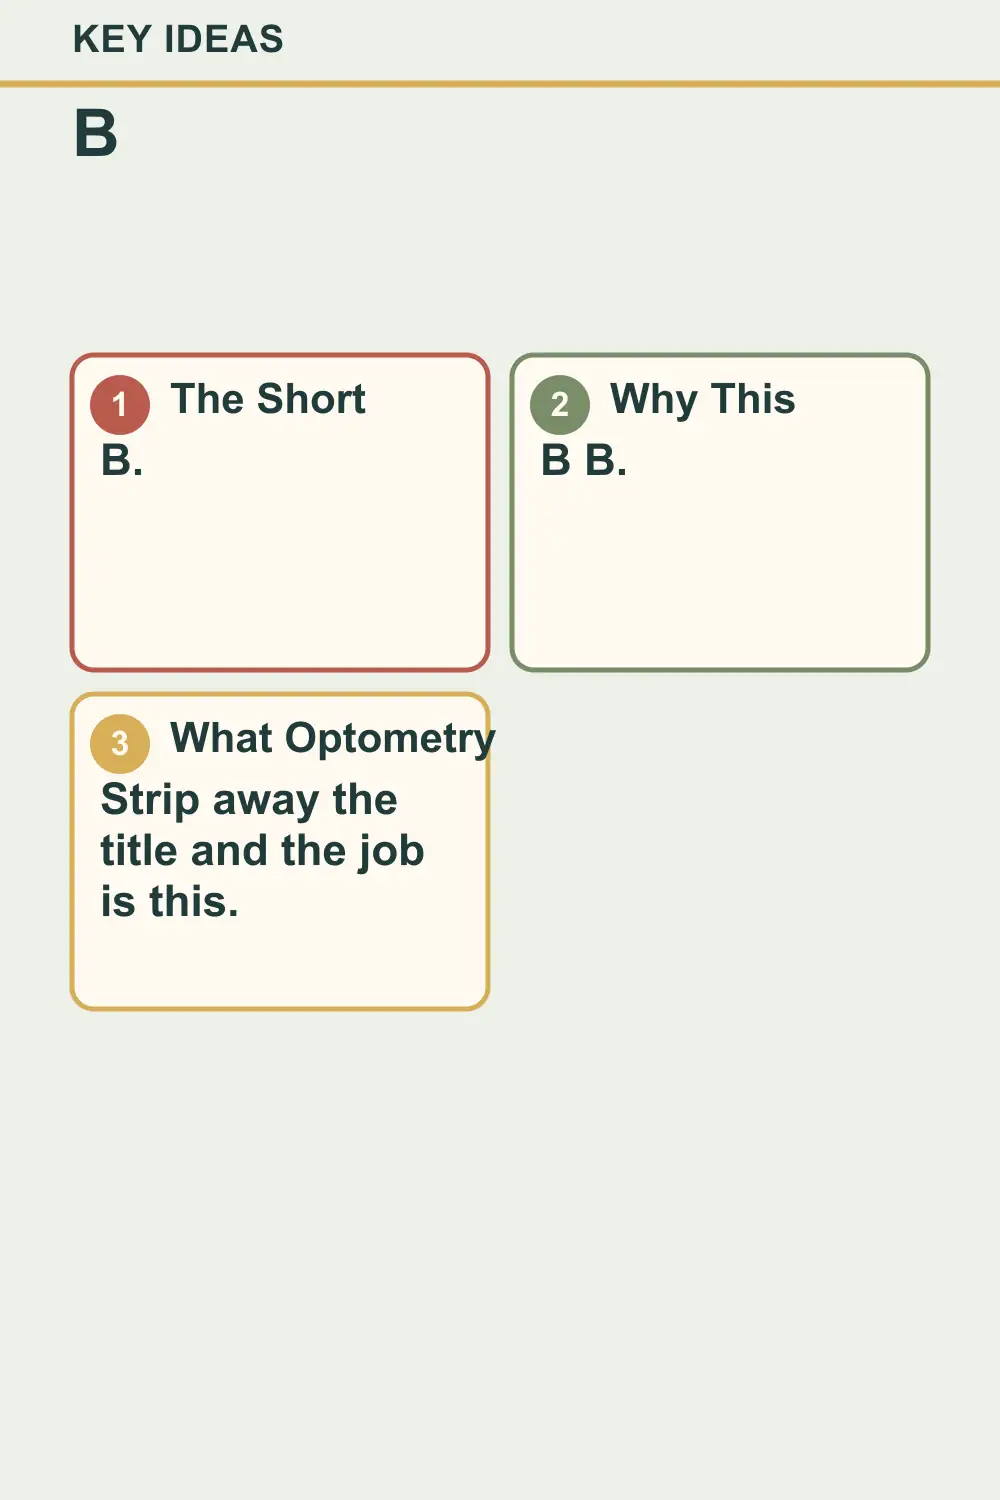 KEY IDEAS
B
1 The Short
B.
2 Why This
B B.
3 What Optometry
Strip away the
title and the job
is this.